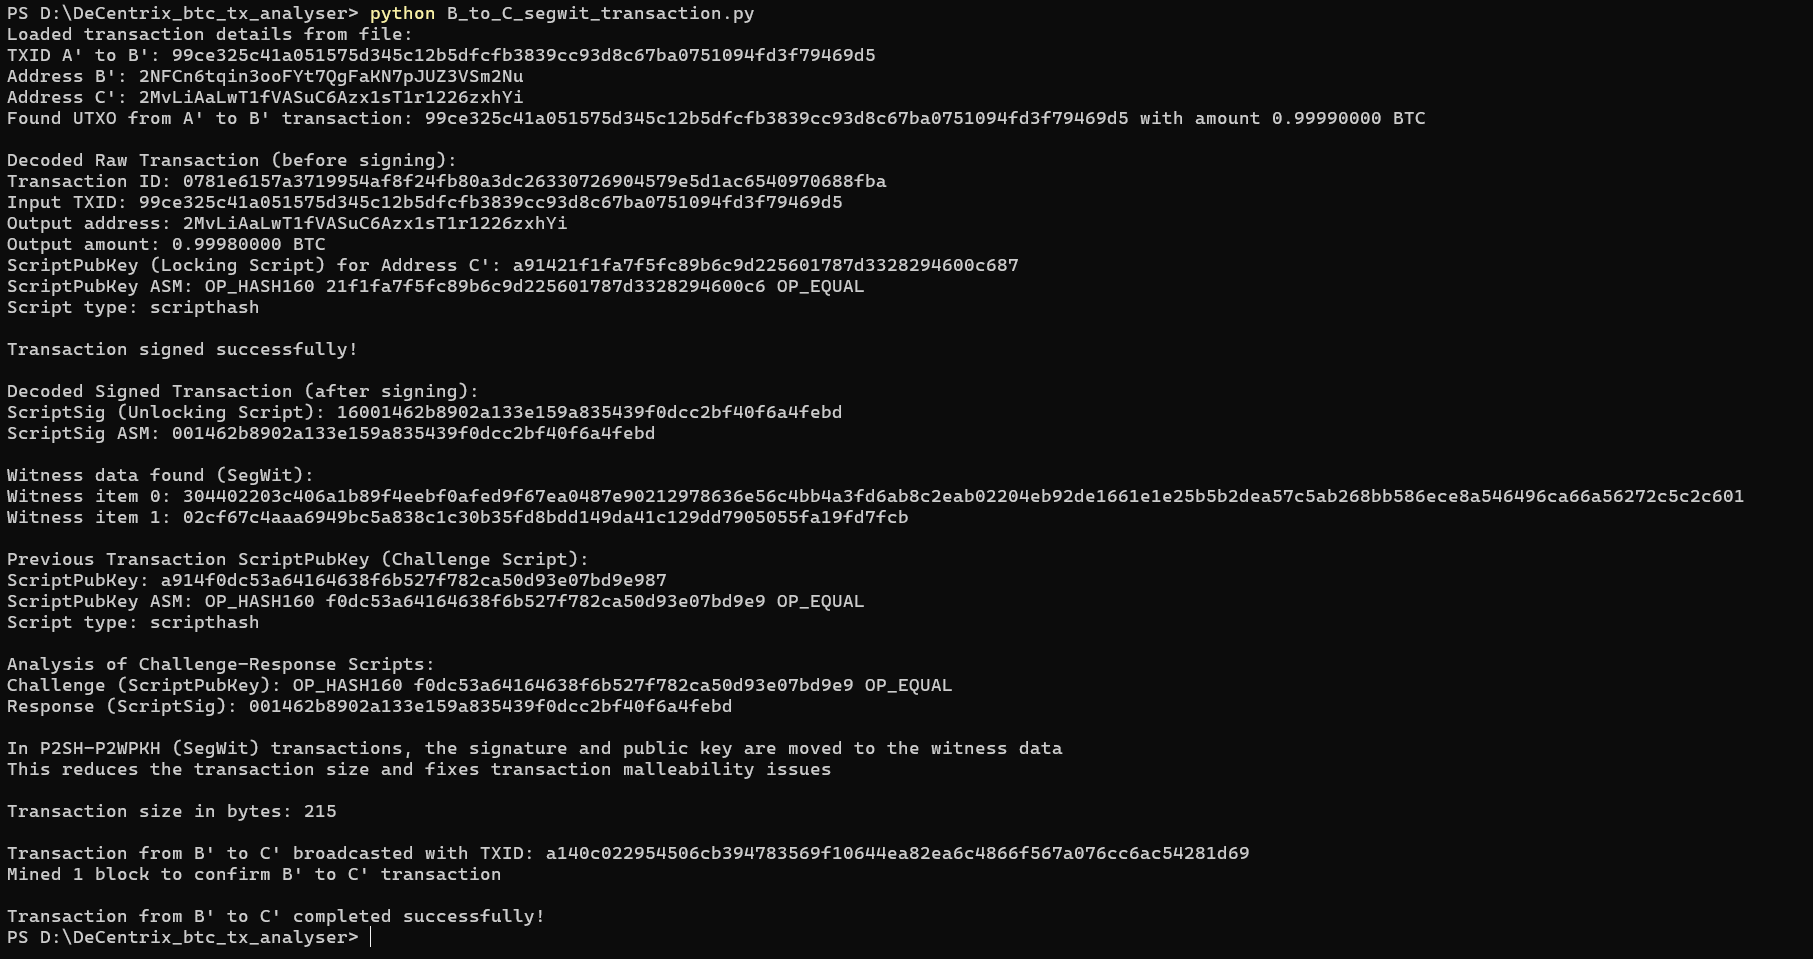 PS D:\DeCentrix_btc_tx_analyser> python B_to_C_segwit_transaction.py
Loaded transaction details from file:
TXID A' to B': 99ce325c41a051575d345c12b5dfcfb3839cc93d8c67ba0751094fd3f79469d5
Address B': 2NFCn6tqin3ooFYt7QgFaKN7pJUZ3VSm2Nu
Address C': 2MvLiAaLwT1fVASuC6Azx1sT1r1226zxhYi
Found UTXO from A' to B' transaction: 99ce325c41a051575d345c12b5dfcfb3839cc93d8c67ba0751094fd3f79469d5 with amount 0.99990000 BTC
Decoded Raw Transaction (before signing):
Transaction ID: 0781e6157a3719954af8f24fb80a3dc26330726904579e5d1ac6540970688fba
Input TXID: 99ce325c41a051575d345c12b5dfcfb3839cc93d8c67ba0751094fd3f79469d5
Output address: 2MvLiAaLwT1fVASuC6Azx1sT1r1226zxhYi
Output amount: 0.99980000 BTC
ScriptPubKey (Locking Script) for Address C': a91421f1fa7f5fc89b6c9d225601787d3328294600c687
ScriptPubKey ASM: OP_HASH160 21f1fa7f5fc89b6c9d225601787d3328294600c6 OP_EQUAL
Script type: scripthash
Transaction signed successfully!
Decoded Signed Transaction (after signing):
ScriptSig (Unlocking Script): 16001462b8902a133e159a835439f0dcc2bf40f6a4febd
ScriptSig ASM: 001462b8902a133e159a835439f0dcc2bf40f6a4febd
Witness data found (SegWit):
Witness item 0: 304402203c406a1b89f4eebf0afed9f67ea0487e90212978636e56c4bb4a3fd6ab8c2eab02204eb92de1661e1e25b5b2dea57c5ab268bb586ece8a546496ca66a56272c5c2c601
Witness item 1: 02cf67c4aaa6949bc5a838c1c30b35fd8bdd149da41c129dd7905055fa19fd7fcb
Previous Transaction ScriptPubKey (Challenge Script):
ScriptPubKey: a914f0dc53a64164638f6b527f782ca50d93e07bd9e987
ScriptPubKey ASM: OP_HASH160 f0dc53a64164638f6b527f782ca50d93e07bd9e9 OP_EQUAL
Script type: scripthash
Analysis of Challenge-Response Scripts:
Challenge (ScriptPubKey): OP_HASH160 f0dc53a64164638f6b527f782ca50d93e07bd9e9 OP_EQUAL
Response (ScriptSig): 001462b8902a133e159a835439f0dcc2bf40f6a4febd
In P2SH-P2WPKH (SegWit) transactions, the signature and public key are moved to the witness data
This reduces the transaction size and fixes transaction malleability issues
Transaction size in bytes: 215
Transaction from B' to C' broadcasted with TXID: a140c022954506cb394783569f10644ea82ea6c4866f567a076cc6ac54281d69
Mined 1 block to confirm B' to C' transaction
Transaction from B' to C' completed successfully!
PS D:\DeCentrix_btc_tx_analyser>